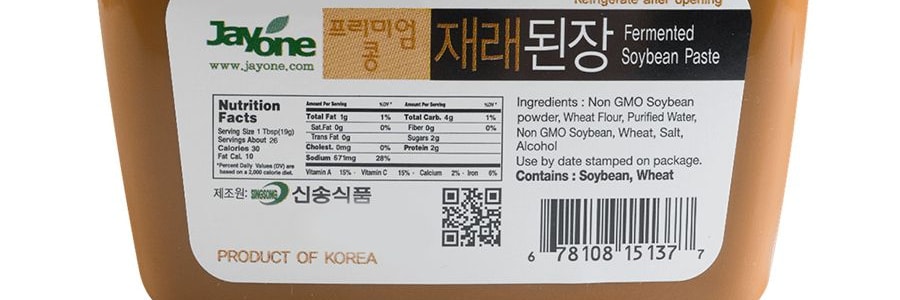 Refrigerate after opening
Jayone
www.jayone.com
프리미엄
콩
재래된장
Fermented
Soybean Paste
Nutrition
Facts
Serving Size 1 Tbsp(19g)
Servings About 26
Calories 30
Fat Cal. 10
*Percent Daily Values (DV) are
based on a 2,000 calorie diet.
Amount Per Serving %DV* Amount Per Serving %DV*
Total Fat 1g 1% Total Carb. 4g 1%
Sat.Fat 0g 0% Fiber 0g 0%
Trans Fat 0g Sugars 2g
Cholest. 0mg 0% Protein 2g
Sodium 671mg 28%
Vitamin A 15% · Vitamin C 15% · Calcium 2% · Iron 6%
제조원: SINGSONG 신송식품
PRODUCT OF KOREA
Ingredients : Non GMO Soybean
powder, Wheat Flour, Purified Water,
Non GMO Soybean, Wheat, Salt,
Alcohol
Use by date stamped on package.
Contains : Soybean, Wheat
6 78108 15137 7